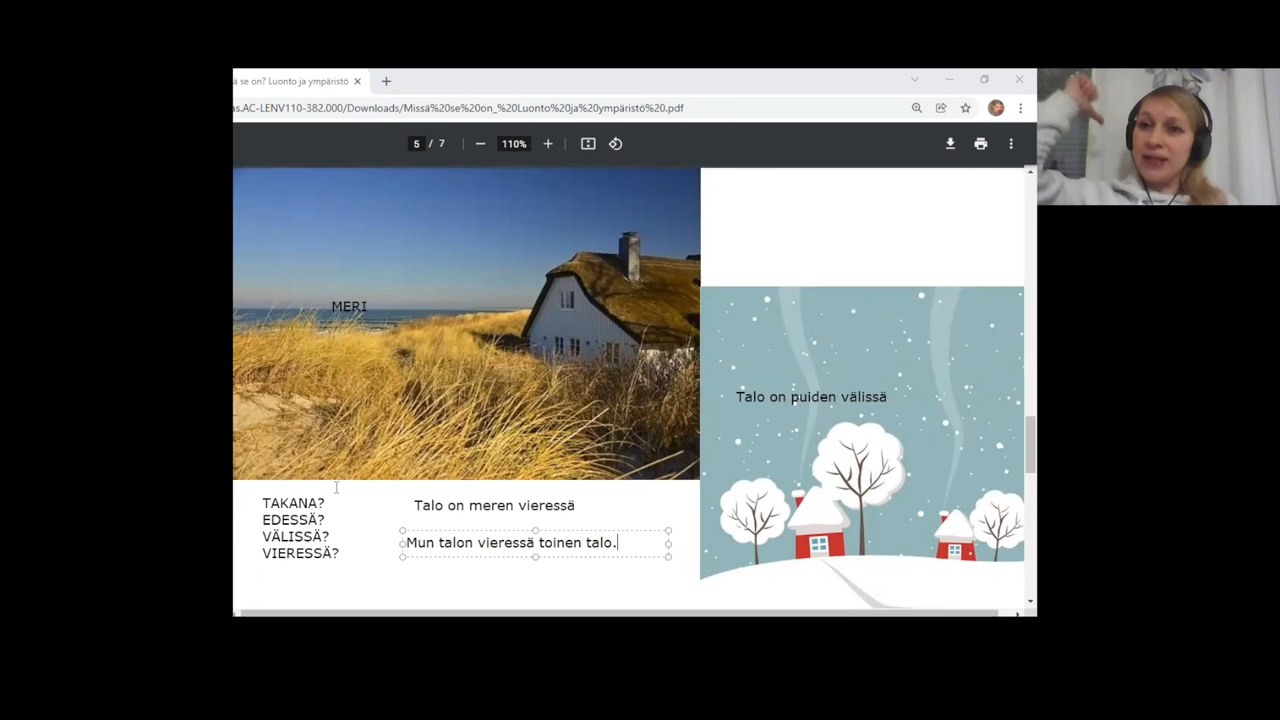 ä se on? Luonto ja ympäristö
as.AC-LENV110-382.000/Downloads/Missä%20se%20on_%20Luonto%20ja%20ympäristö%20.pdf
5 / 7
110%
MERI
Talo on puiden välissä
TAKANA?
EDESSÄ?
VÄLISSÄ?
VIERESSÄ?
Talo on meren vieressä
Mun talon vieressä toinen talo.